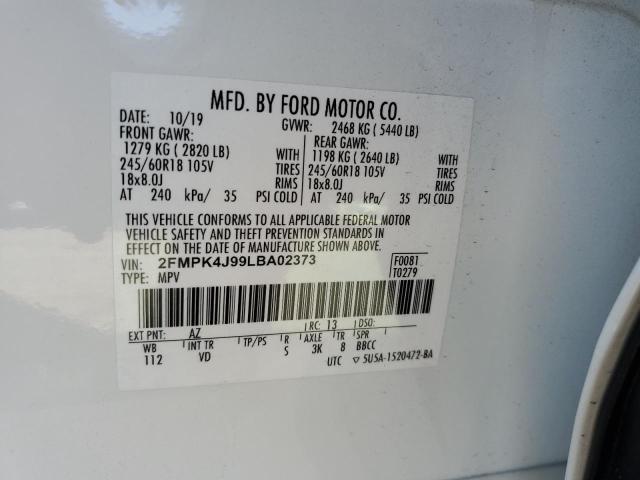 MFD. BY FORD MOTOR CO.
DATE: 10/19 GVWR: 2468 KG ( 5440 LB)
FRONT GAWR: REAR GAWR:
1279 KG ( 2820 LB) WITH 1198 KG ( 2640 LB) WITH
245/60R18 105V TIRES 245/60R18 105V TIRES
18x8.0J RIMS 18x8.0J RIMS
AT 240 kPa/ 35 PSI COLD AT 240 kPa/ 35 PSI COLD
THIS VEHICLE CONFORMS TO ALL APPLICABLE FEDERAL MOTOR
VEHICLE SAFETY AND THEFT PREVENTION STANDARDS IN
EFFECT ON THE DATE OF MANUFACTURE SHOWN ABOVE.
VIN: 2FMPK4J99LBA02373 F0081
TYPE: MPV T0279
EXT PNT: AZ RC: 13 DSO:
WB INT TR TP/PS R AXLE TR SPR
112 VD S 3K 8 BBCC
UTC ▽ 5U5A-1520472-BA